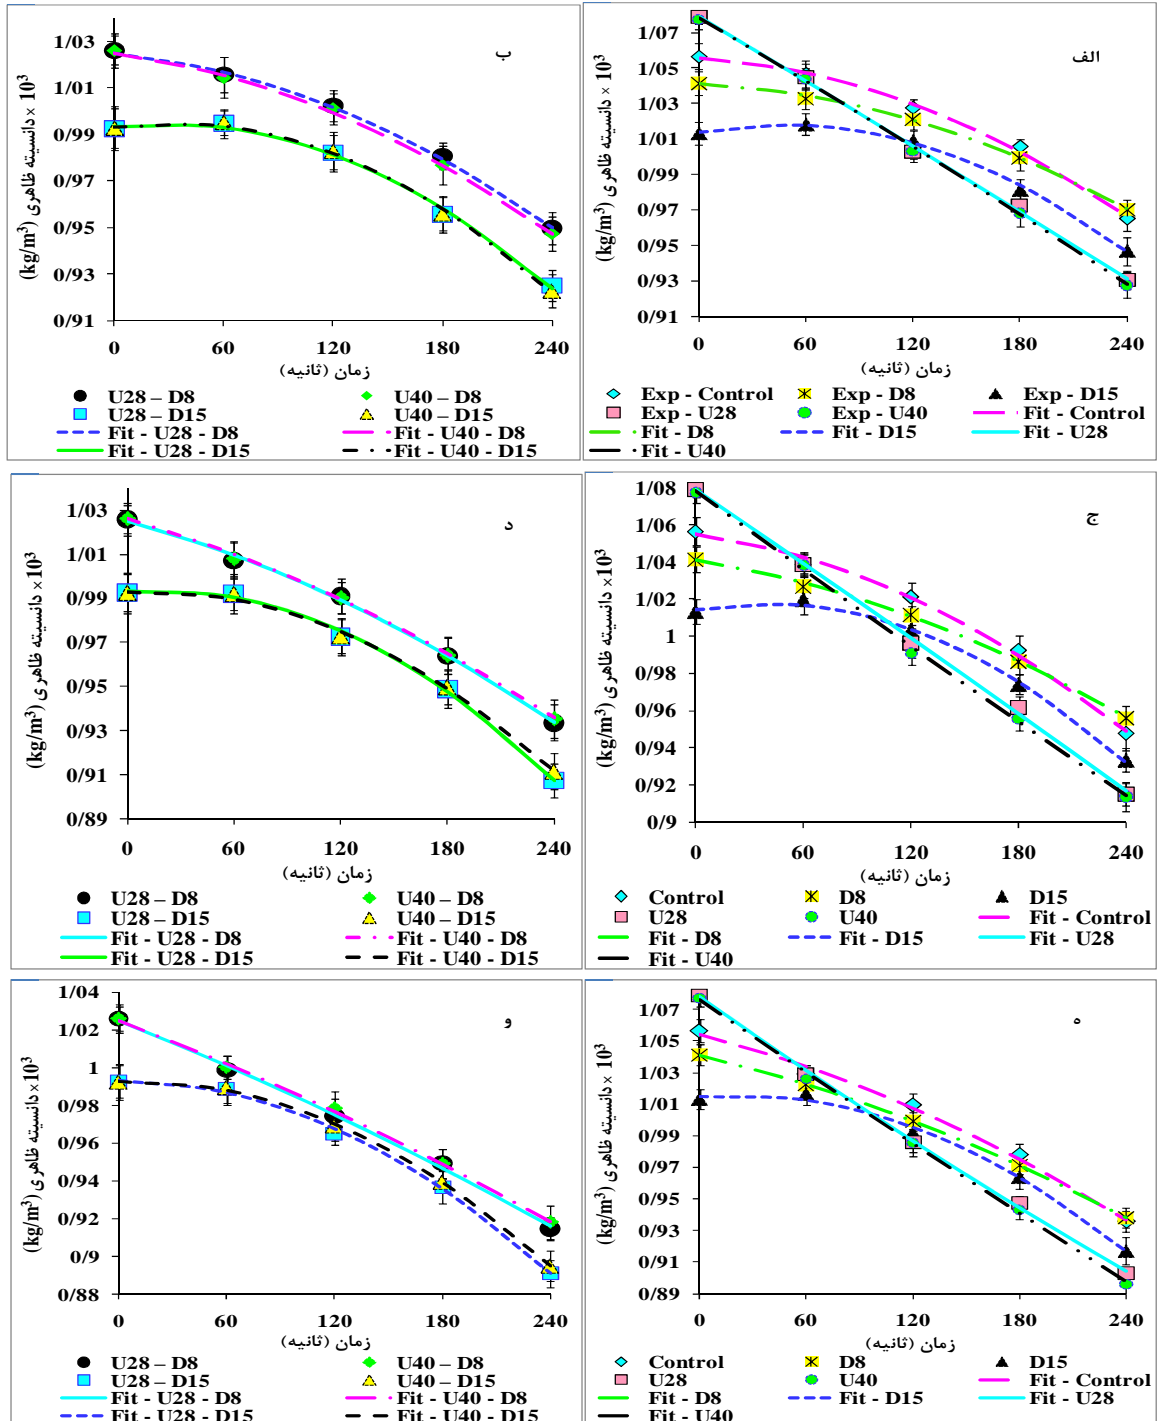 ب
دانسیته ظاهری (kg/m³) × 10³
1/03
1/01
0/99
0/97
0/95
0/93
0/91
0 60 120 180 240
زمان (ثانیه)
U28 – D8 U40 – D8
U28 – D15 U40 – D15
Fit - U28 - D8 Fit - U40 - D8
Fit - U28 - D15 Fit - U40 - D15
الف
دانسیته ظاهری (kg/m³) × 10³
1/07
1/05
1/03
1/01
0/99
0/97
0/95
0/93
0/91
0 60 120 180 240
زمان (ثانیه)
Exp - Control Exp - D8 Exp - D15
Exp - U28 Exp - U40 Fit - Control
Fit - D8 Fit - D15 Fit - U28
Fit - U40
د
دانسیته ظاهری (kg/m³) ×10³
1/03
1/01
0/99
0/97
0/95
0/93
0/91
0/89
0 60 120 180 240
زمان (ثانیه)
U28 – D8 U40 – D8
U28 – D15 U40 – D15
Fit - U28 - D8 Fit - U40 - D8
Fit - U28 - D15 Fit - U40 - D15
ج
دانسیته ظاهری (kg/m³) ×10³
1/08
1/06
1/04
1/02
1
0/98
0/96
0/94
0/92
0/9
0 60 120 180 240
زمان (ثانیه)
Control D8 D15
U28 U40 Fit - Control
Fit - D8 Fit - D15 Fit - U28
Fit - U40
و
دانسیته ظاهری (kg/m³) ×10³
1/04
1/02
1
0/98
0/96
0/94
0/92
0/9
0/88
0 60 120 180 240
زمان (ثانیه)
U28 – D8 U40 – D8
U28 – D15 U40 – D15
Fit - U28 - D8 Fit - U40 - D8
Fit - U28 - D15 Fit - U40 - D15
ه
دانسیته ظاهری (kg/m³) ×10³
1/07
1/05
1/03
1/01
0/99
0/97
0/95
0/93
0/91
0/89
0 60 120 180 240
زمان (ثانیه)
Control D8 D15
U28 U40 Fit - Control
Fit - D8 Fit - D15 Fit - U28
Fit - U40